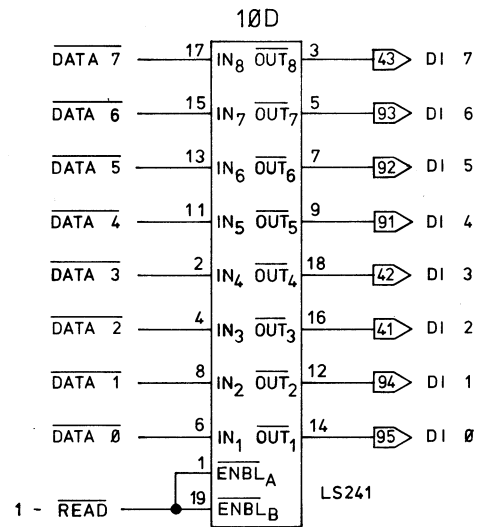 10D
DATA 7 17 IN8 OUT8 3 43 DI 7
DATA 6 15 IN7 OUT7 5 93 DI 6
DATA 5 13 IN6 OUT6 7 92 DI 5
DATA 4 11 IN5 OUT5 9 91 DI 4
DATA 3 2 IN4 OUT4 18 42 DI 3
DATA 2 4 IN3 OUT3 16 41 DI 2
DATA 1 8 IN2 OUT2 12 94 DI 1
DATA 0 6 IN1 OUT1 14 95 DI 0
1 ENBLA
LS241
1 - READ 19 ENBLB